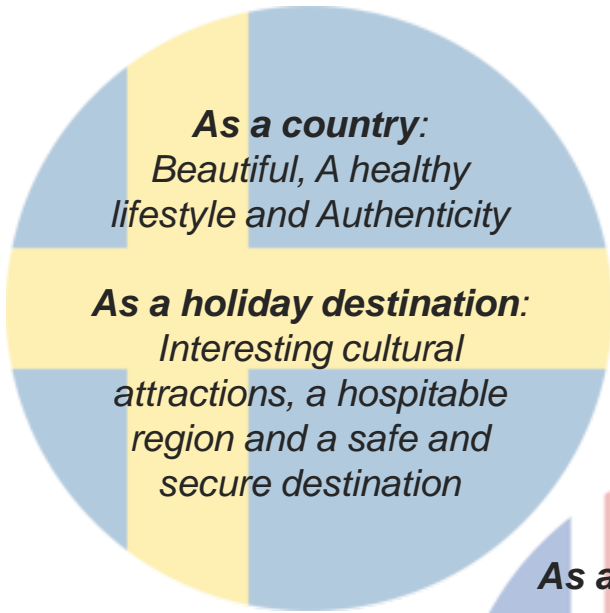 As a country:
Beautiful, A healthy
lifestyle and Authenticity
As a holiday destination:
Interesting cultural
attractions, a hospitable
region and a safe and
secure destination
As a